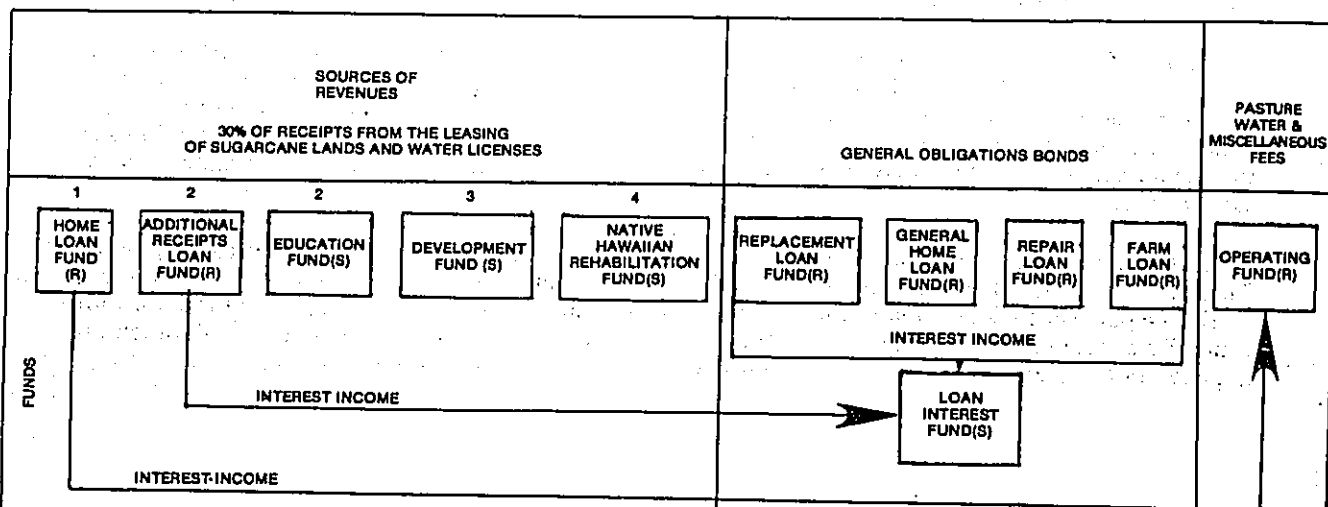 SOURCES OF
REVENUES
30% OF RECEIPTS FROM THE LEASING
OF SUGARCANE LANDS AND WATER LICENSES
GENERAL OBLIGATIONS BONDS
PASTURE
WATER &
MISCELLANEOUS
FEES
FUNDS
1
HOME
LOAN
FUND
(R)
2
ADDITIONAL
RECEIPTS
LOAN
FUND(R)
2
EDUCATION
FUND(S)
3
DEVELOPMENT
FUND (S)
4
NATIVE
HAWAIIAN
REHABILITATION
FUND(S)
REPLACEMENT
LOAN
FUND(R)
GENERAL
HOME
LOAN
FUND(R)
REPAIR
LOAN
FUND(R)
FARM
LOAN
FUND(R)
OPERATING
FUND(R)
INTEREST INCOME
INTEREST INCOME
LOAN
INTEREST
FUND(S)
INTEREST-INCOME